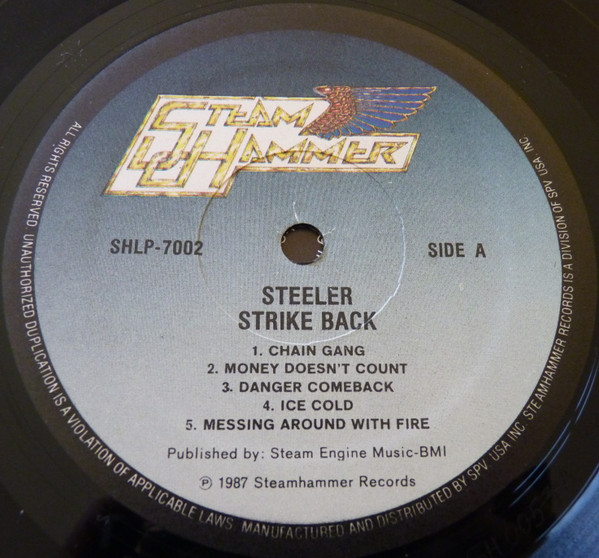 STEAM
HAMMER
SHLP-7002
SIDE A
STEELER
STRIKE BACK
1. CHAIN GANG
2. MONEY DOESN'T COUNT
3. DANGER COMEBACK
4. ICE COLD
5. MESSING AROUND WITH FIRE
Published by: Steam Engine Music-BMI
℗ 1987 Steamhammer Records
ALL RIGHTS RESERVED. UNAUTHORIZED DUPLICATION IS A VIOLATION OF APPLICABLE LAWS. MANUFACTURED AND DISTRIBUTED BY SPV USA INC. STEAMHAMMER RECORDS IS A DIVISION OF SPV USA INC.